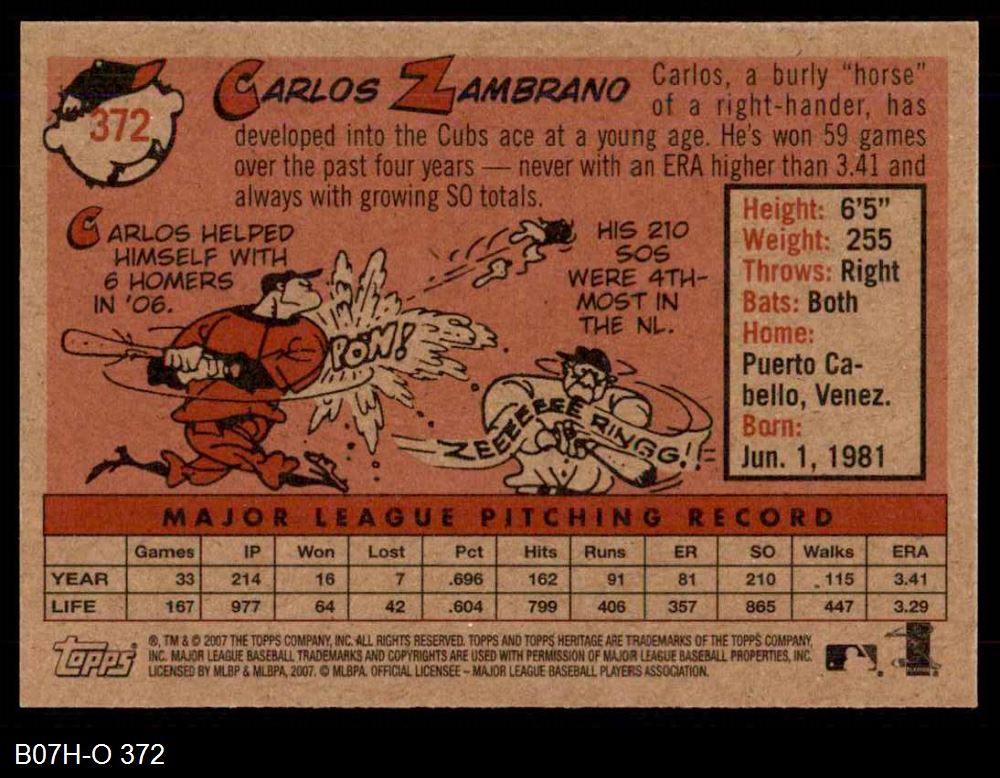 372
CARLOS ZAMBRANO
Carlos, a burly "horse"
of a right-hander, has
developed into the Cubs ace at a young age. He's won 59 games
over the past four years — never with an ERA higher than 3.41 and
always with growing SO totals.
CARLOS HELPED
HIMSELF WITH
6 HOMERS
IN '06.
POW!
HIS 210
SOS
WERE 4TH-
MOST IN
THE NL.
ZEEEEEEE RINGG!!
Height: 6'5"
Weight: 255
Throws: Right
Bats: Both
Home:
Puerto Ca-
bello, Venez.
Born:
Jun. 1, 1981
MAJOR LEAGUE PITCHING RECORD
Games IP Won Lost Pct Hits Runs ER SO Walks ERA
YEAR 33 214 16 7 .696 162 91 81 210 115 3.41
LIFE 167 977 64 42 .604 799 406 357 865 447 3.29
Topps
®, TM & © 2007 THE TOPPS COMPANY, INC. ALL RIGHTS RESERVED. TOPPS AND TOPPS HERITAGE ARE TRADEMARKS OF THE TOPPS COMPANY,
INC. MAJOR LEAGUE BASEBALL TRADEMARKS AND COPYRIGHTS ARE USED WITH PERMISSION OF MAJOR LEAGUE BASEBALL PROPERTIES, INC.
LICENSED BY MLBP & MLBPA, 2007. © MLBPA. OFFICIAL LICENSEE – MAJOR LEAGUE BASEBALL PLAYERS ASSOCIATION.
B07H-O 372